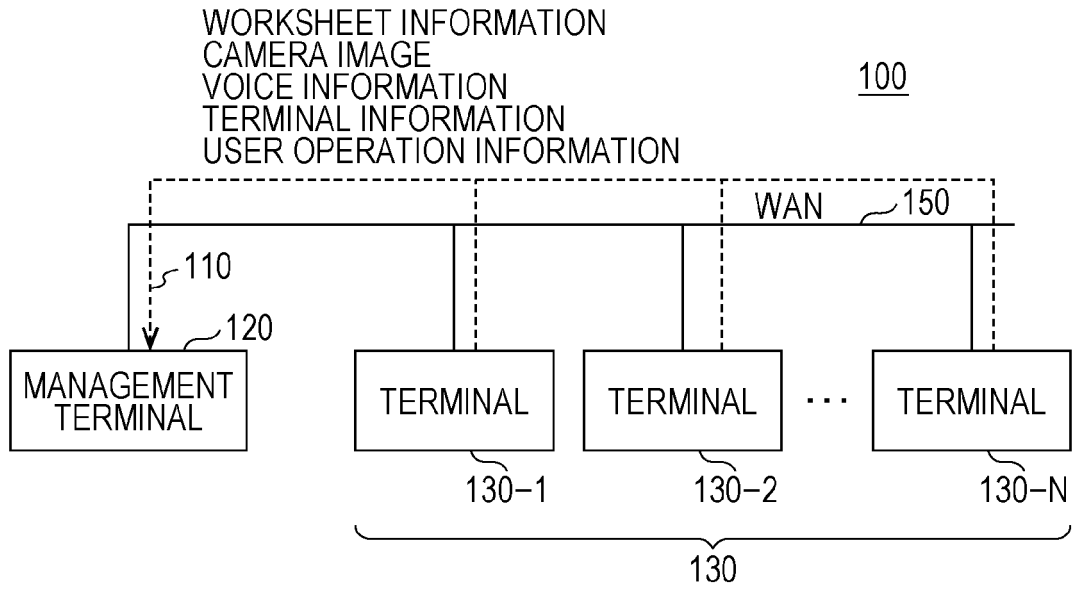 WORKSHEET INFORMATION
CAMERA IMAGE
VOICE INFORMATION
TERMINAL INFORMATION
USER OPERATION INFORMATION
100
WAN
150
110
120
MANAGEMENT
TERMINAL
TERMINAL
TERMINAL
...
TERMINAL
130–1
130–2
130–N
130